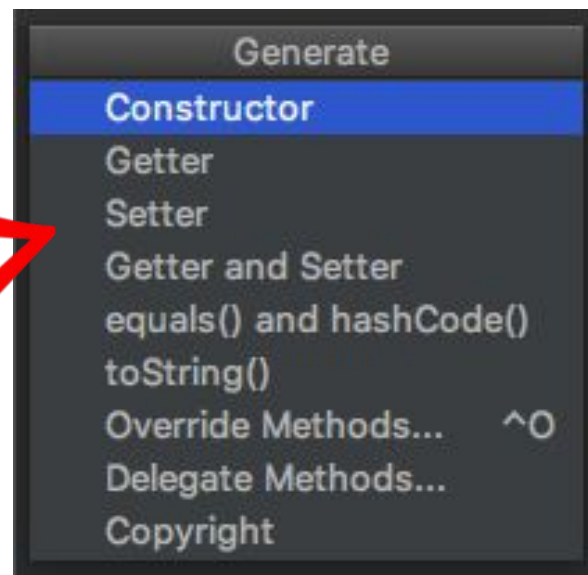 Generate
Constructor
Getter
Setter
Getter and Setter
equals() and hashCode()
toString()
Override Methods... ^O
Delegate Methods...
Copyright